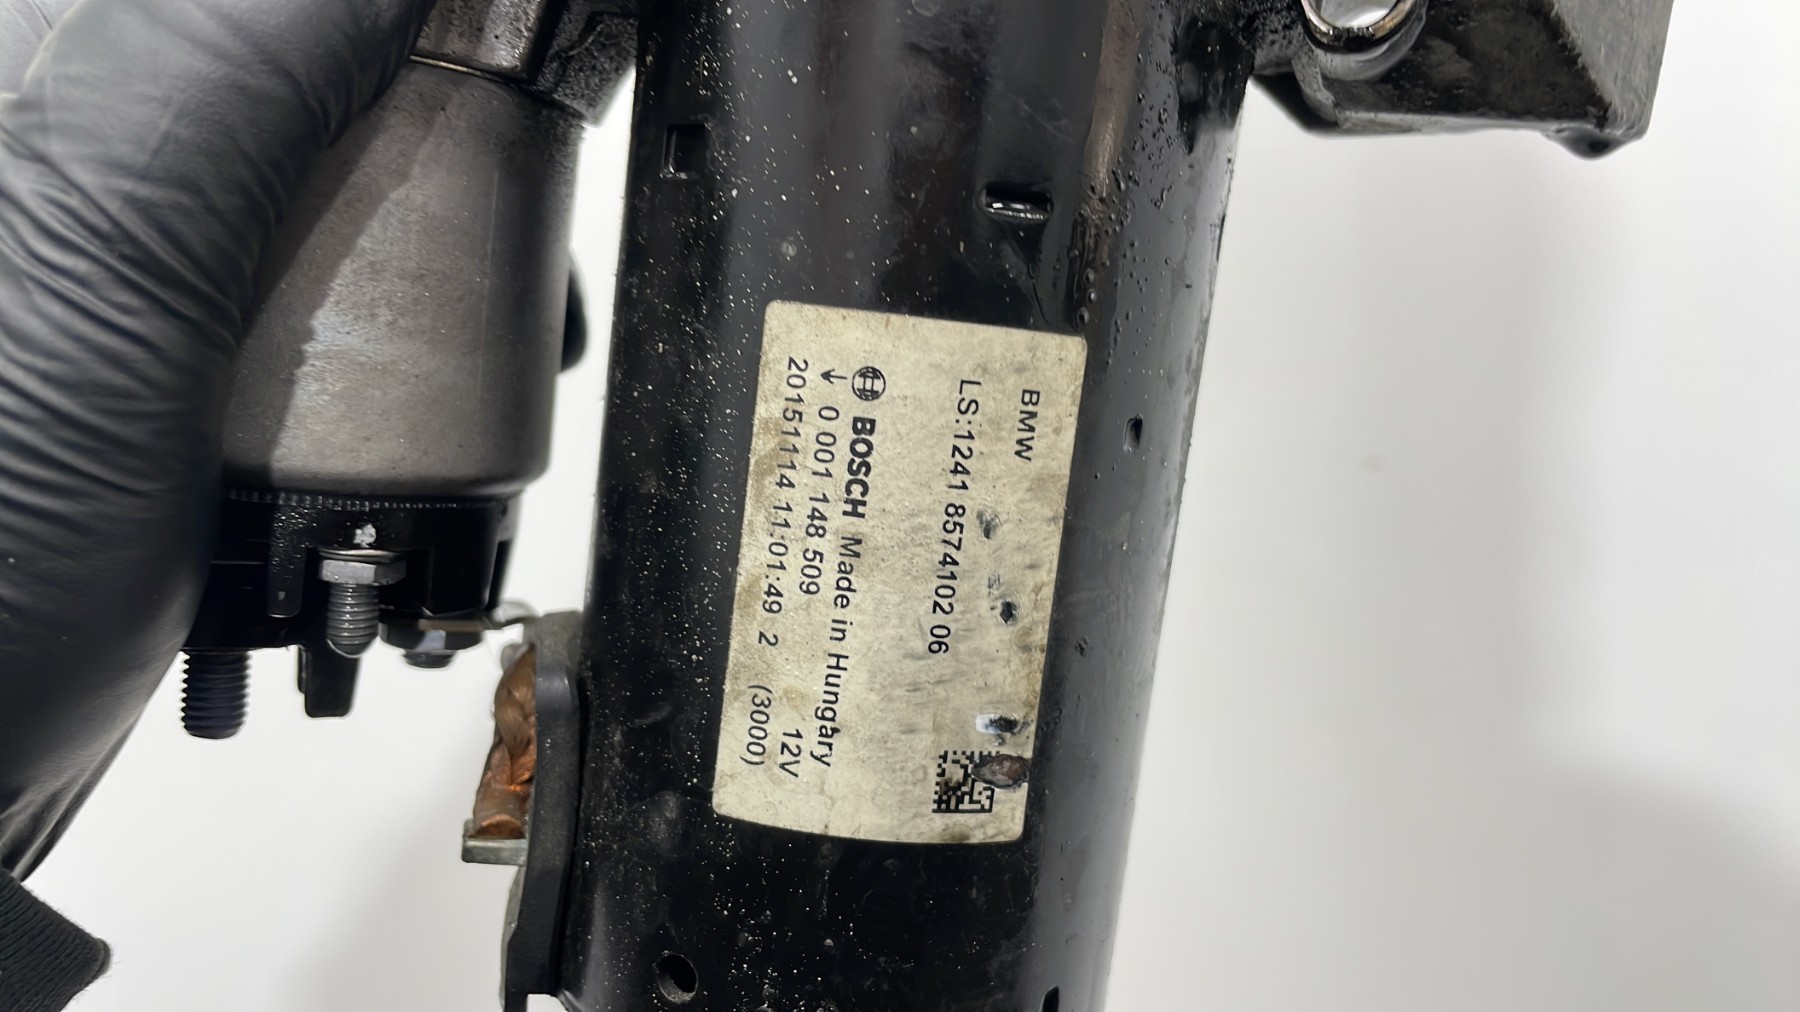 BMW
LS:1241 8574102 06
BOSCH Made in Hungary
0 001 148 509 12V
20151114 11:01:49 2 (3000)